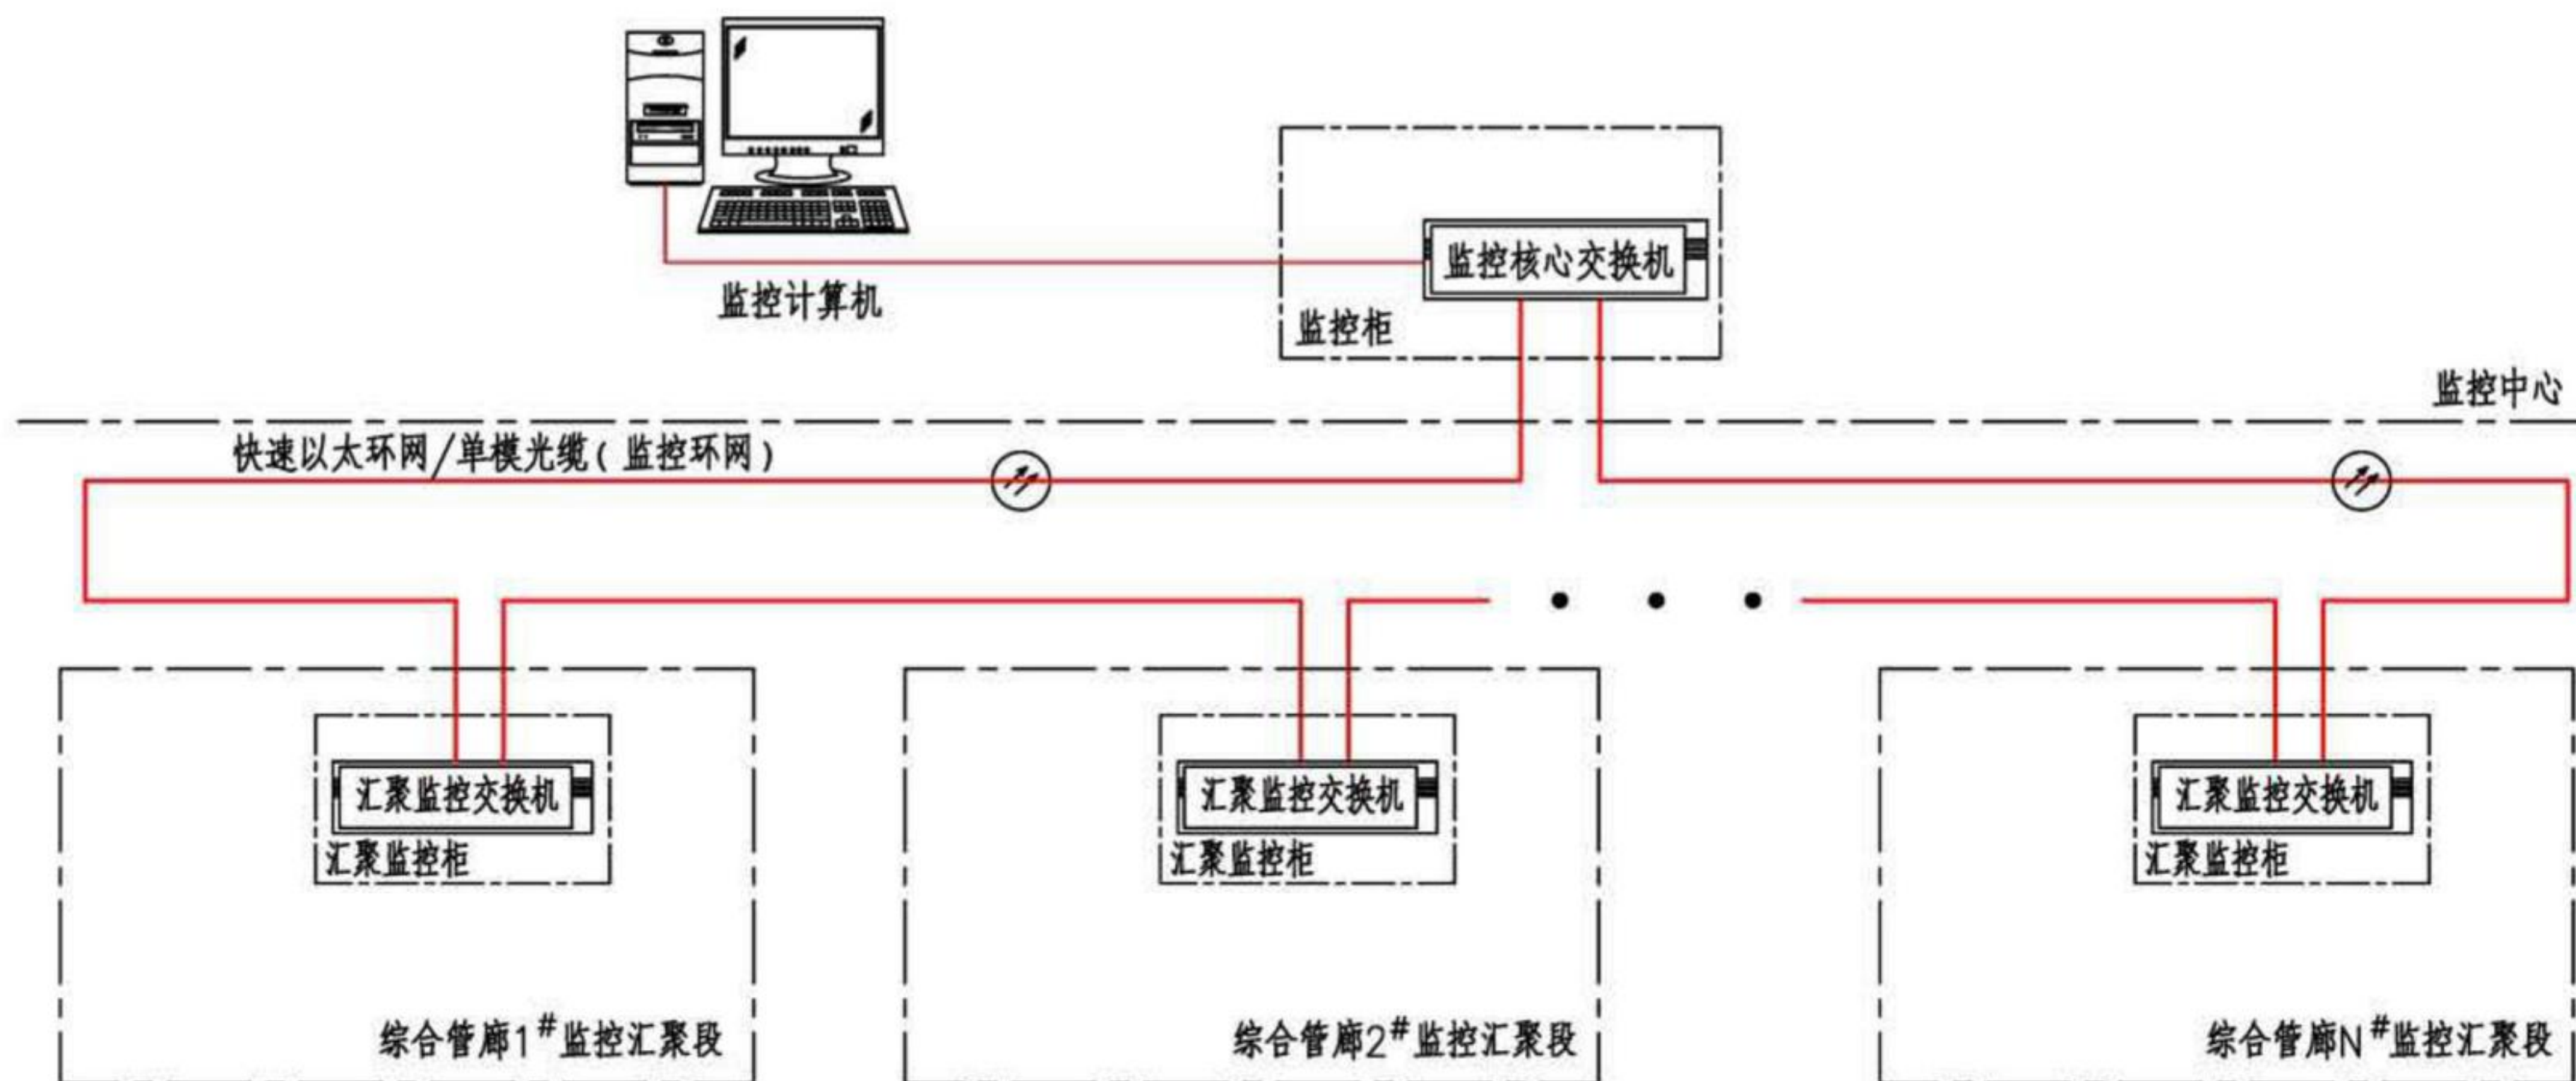 监控核心交换机
监控计算机
监控柜
监控中心
快速以太环网/单模光缆(监控环网)
汇聚监控交换机
汇聚监控柜
综合管廊1#监控汇聚段
汇聚监控交换机
汇聚监控柜
综合管廊2#监控汇聚段
汇聚监控交换机
汇聚监控柜
综合管廊N#监控汇聚段